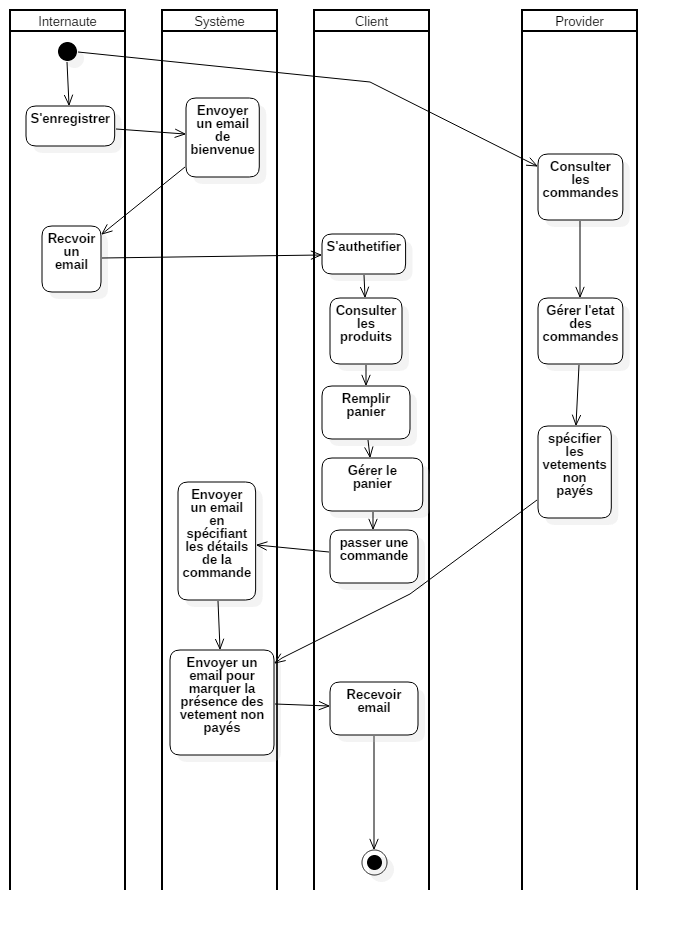 Internaute
Système
Client
Provider
S'enregistrer
Envoyer
un email
de
bienvenue
Consulter
les
commandes
Recvoir
un
email
S'authetifier
Consulter
les
produits
Gérer l'etat
des
commandes
Remplir
panier
spécifier
les
vetements
non
payés
Gérer le
panier
Envoyer
un email
en
spécifiant
les détails
de la
commande
passer une
commande
Envoyer un
email pour
marquer la
présence des
vetement non
payés
Recevoir
email